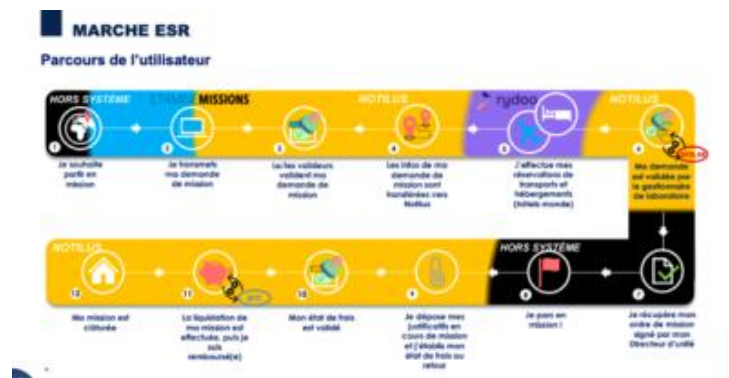 MARCHE ESR
Parcours de l'utilisateur
HORS SYSTÈME
MISSIONS
NOTILUS
rydoo
NOTILUS
1
2
3
4
5
6
Je souhaite
partir en
mission
Je transmets
ma demande
de mission
Le/les valideurs
valident ma
demande de
mission
Les infos de ma
demande de
mission sont
transférées vers
Notilus
J'effectue mes
réservations de
transports et
hébergements
(hôtels monde)
Ma demande
est validée par
le gestionnaire
de laboratoire
NOTILUS
HORS SYSTÈME
12
11
10
9
8
7
Ma mission est
clôturée
La liquidation de
ma mission est
effectuée, puis je
suis
remboursé(e)
Mon état de frais
est validé
Je dépose mes
justificatifs en
cours de mission
et j'établis mon
état de frais au
retour
Je pars en
mission !
Je récupère mon
ordre de mission
signé par mon
Directeur d'unité